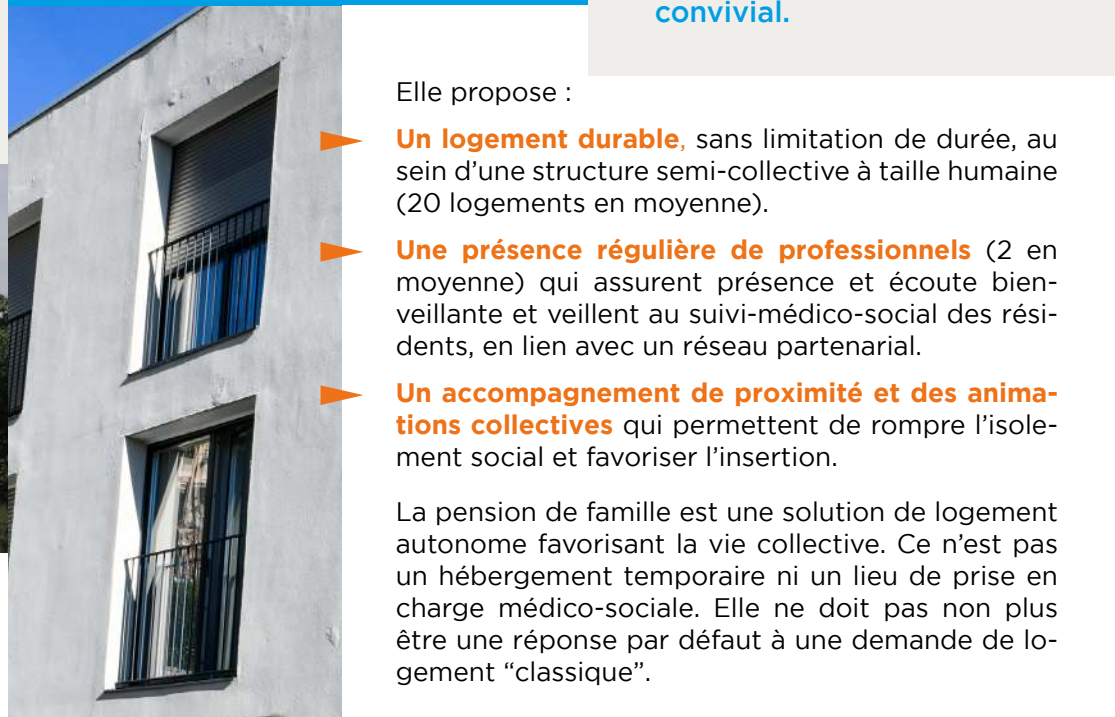 convivial.
Elle propose :
Un logement durable, sans limitation de durée, au
sein d’une structure semi-collective à taille humaine
(20 logements en moyenne).
Une présence régulière de professionnels (2 en
moyenne) qui assurent présence et écoute bien-
veillante et veillent au suivi-médico-social des rési-
dents, en lien avec un réseau partenarial.
Un accompagnement de proximité et des anima-
tions collectives qui permettent de rompre l’isole-
ment social et favoriser l’insertion.
La pension de famille est une solution de logement
autonome favorisant la vie collective. Ce n’est pas
un hébergement temporaire ni un lieu de prise en
charge médico-sociale. Elle ne doit pas non plus
être une réponse par défaut à une demande de lo-
gement “classique”.